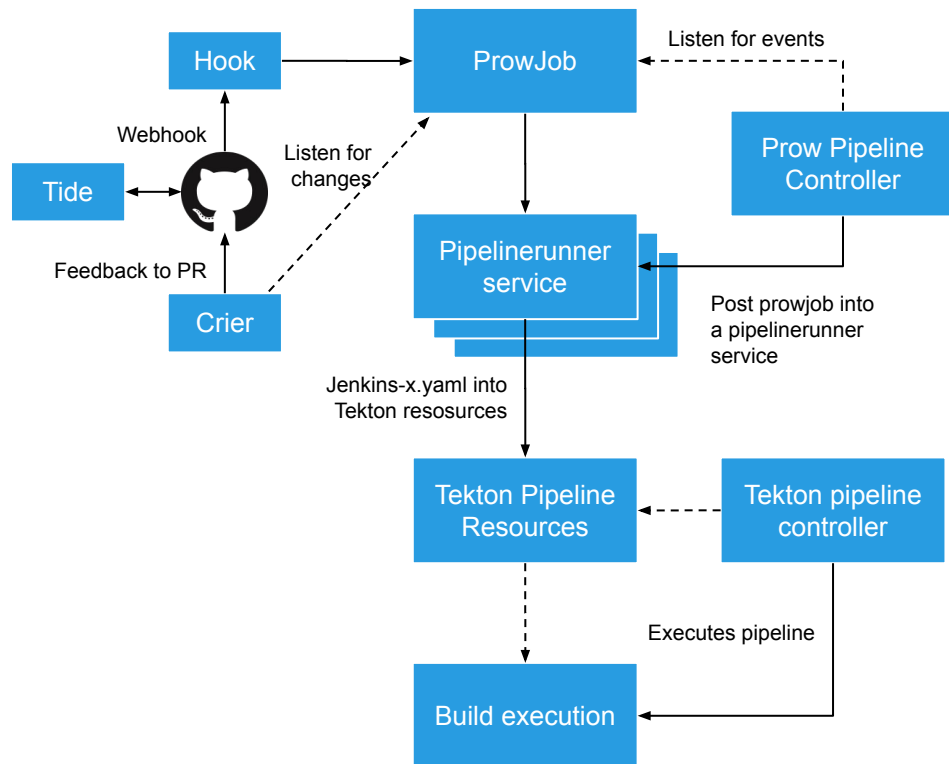 Hook
ProwJob
Listen for events
Webhook
Listen for
changes
Prow Pipeline
Controller
Tide
Pipelinerunner
service
Feedback to PR
Crier
Post prowjob into
a pipelinerunner
service
Jenkins-x.yaml into
Tekton resosurces
Tekton Pipeline
Resources
Tekton pipeline
controller
Executes pipeline
Build execution